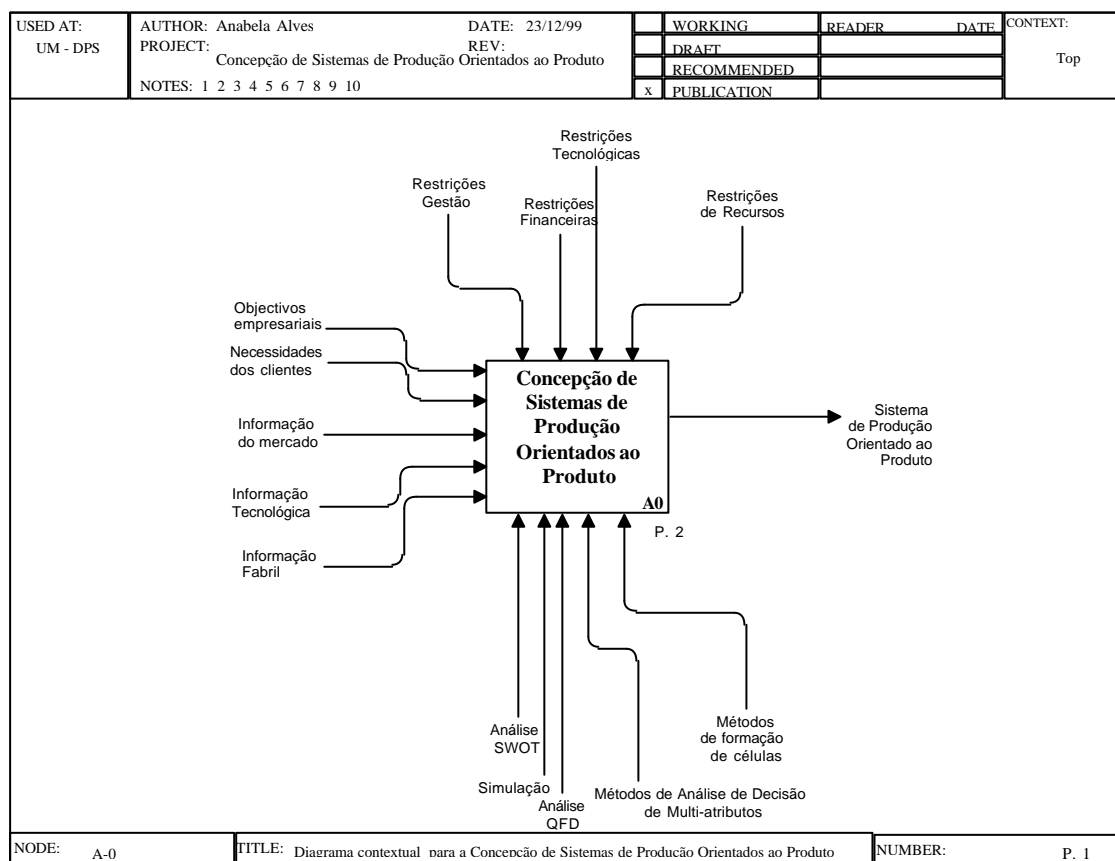 USED AT:
UM - DPS
AUTHOR: Anabela Alves
DATE: 23/12/99
PROJECT:
REV:
Concepção de Sistemas de Produção Orientados ao Produto
NOTES: 1 2 3 4 5 6 7 8 9 10
WORKING
DRAFT
RECOMMENDED
x PUBLICATION
READER DATE
CONTEXT:
Top
Restrições
Tecnológicas
Restrições
Gestão
Restrições
Financeiras
Restrições
de Recursos
Objectivos
empresariais
Necessidades
dos clientes
Informação
do mercado
Informação
Tecnológica
Informação
Fabril
Concepção de
Sistemas de
Produção
Orientados ao
Produto
A0
P. 2
Sistema
de Produção
Orientado ao
Produto
Análise
SWOT
Simulação
Análise
QFD
Métodos de Análise de Decisão
de Multi-atributos
Métodos
de formação
de células
NODE: A-0
TITLE: Diagrama contextual para a Concepção de Sistemas de Produção Orientados ao Produto
NUMBER: P. 1